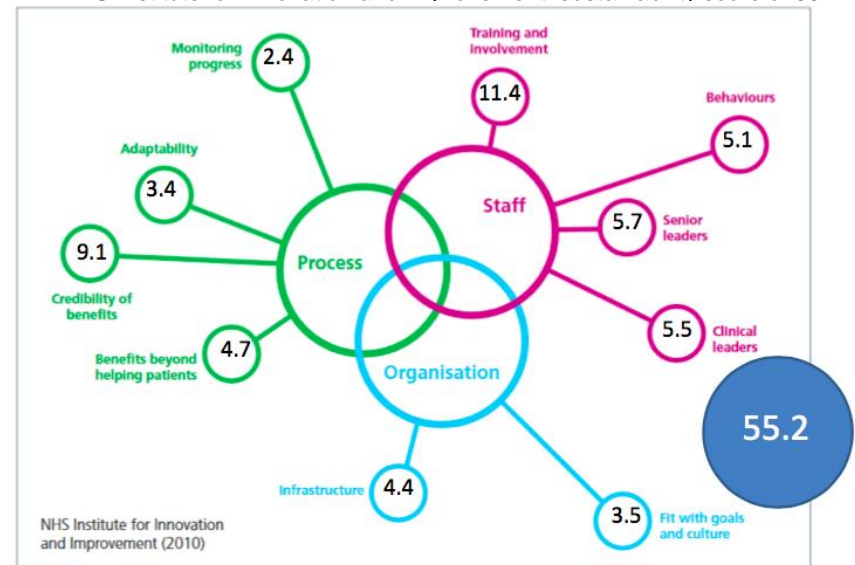 Monitoring
progress
2.4
Training and
involvement
11.4
Behaviours
5.1
Adaptability
3.4
Staff
5.7
Senior
leaders
9.1
Process
Credibility of
benefits
5.5
Clinical
leaders
4.7
Benefits beyond
helping patients
Organisation
55.2
Infrastructure
4.4
3.5
Fit with goals
and culture
NHS Institute for Innovation
and Improvement (2010)